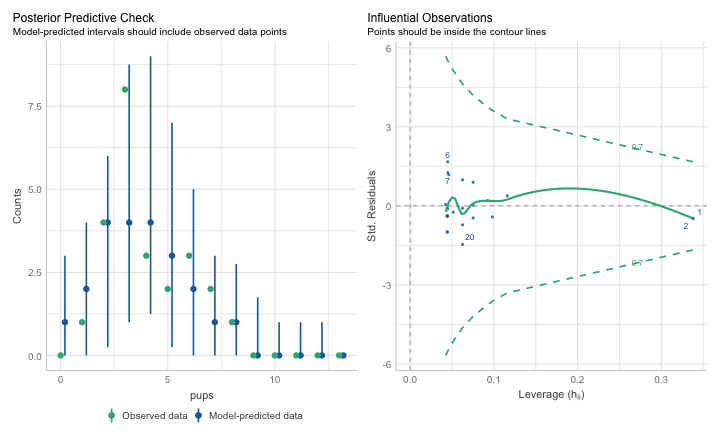 Posterior Predictive Check
Model-predicted intervals should include observed data points
Counts
7.5
5.0
2.5
0.0
0
5
10
pups
Observed data
Model-predicted data
Influential Observations
Points should be inside the contour lines
Std. Residuals
6
3
0
-3
-6
0.7
6
7
20
1
2
0.7
0.0
0.1
0.2
0.3
Leverage (hii)